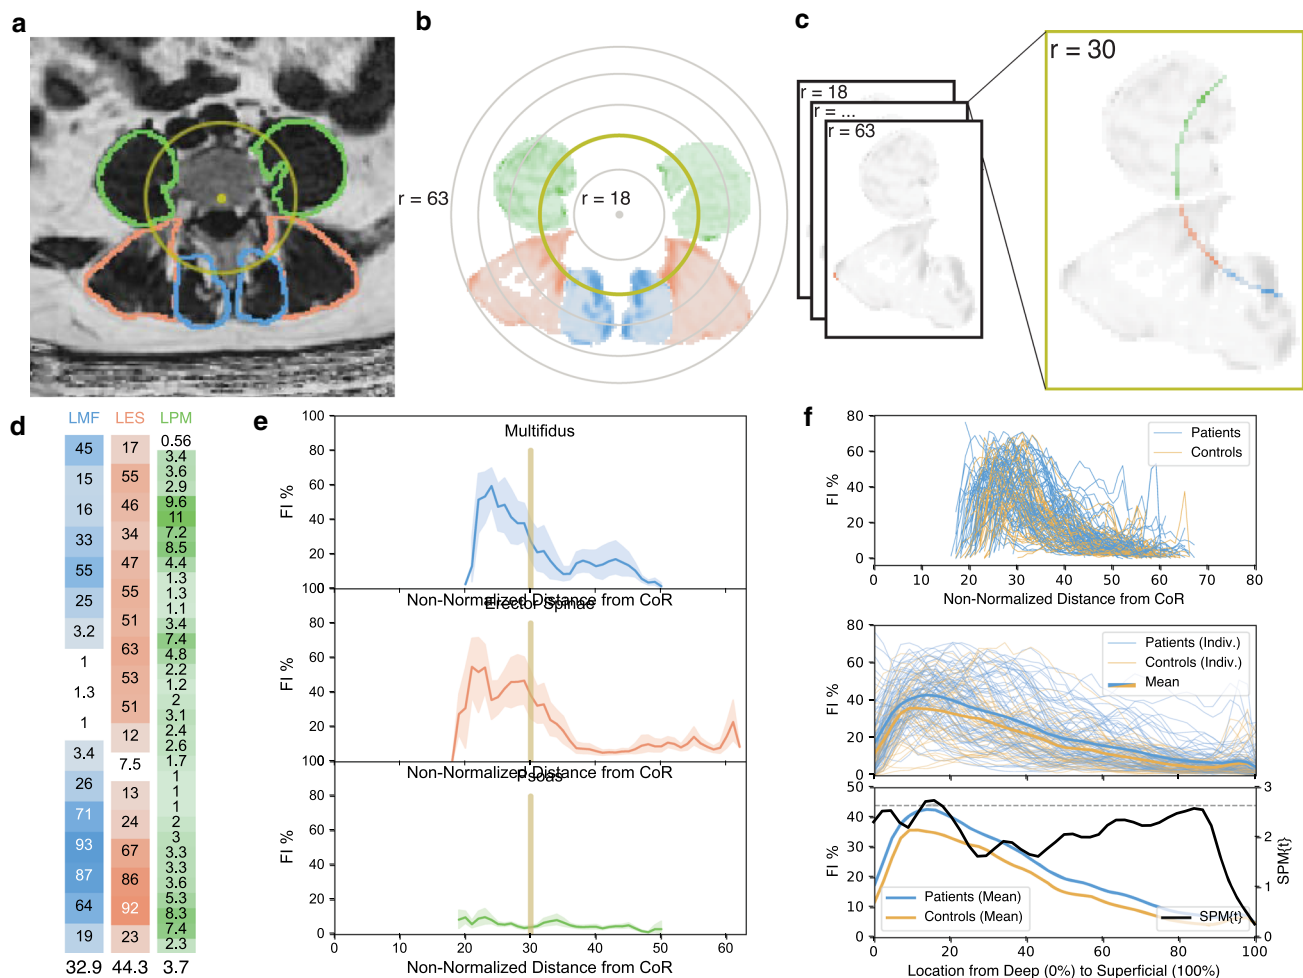 a
b
r = 63
r = 18
c
r = 18
r = ...
r = 63
r = 30
d
LMF LES LPM
45
15
16
33
55
25
3.2
1
1.3
1
3.4
26
71
93
87
64
19
32.9
17
55
46
34
47
55
51
63
53
51
12
7.5
13
24
67
86
92
23
44.3
0.56
3.4
3.6
2.9
9.6
11
7.2
8.5
4.4
1.3
1.3
1.1
3.4
7.4
4.8
2.2
1.2
2
3.1
2.4
2.6
1.7
1
1
1
2
3
3.3
3.3
3.6
5.3
8.3
7.4
2.3
3.7
e
Multifidus
FI %
100
80
60
40
20
Non-Normalized Distance from CoR
Erector Spinae
FI %
100
80
60
40
20
Non-Normalized Distance from CoR
Psoas
FI %
100
80
60
40
20
0
0 10 20 30 40 50 60
Non-Normalized Distance from CoR
f
FI %
80
60
40
20
0
Patients
Controls
0 10 20 30 40 50 60 70 80
Non-Normalized Distance from CoR
FI %
80
60
40
20
0
Patients (Indiv.)
Controls (Indiv.)
Mean
FI %
50
40
30
20
10
0
Patients (Mean)
Controls (Mean)
SPM{t}
3
2
1
0
SPM{t}
0 20 40 60 80 100
Location from Deep (0%) to Superficial (100%)